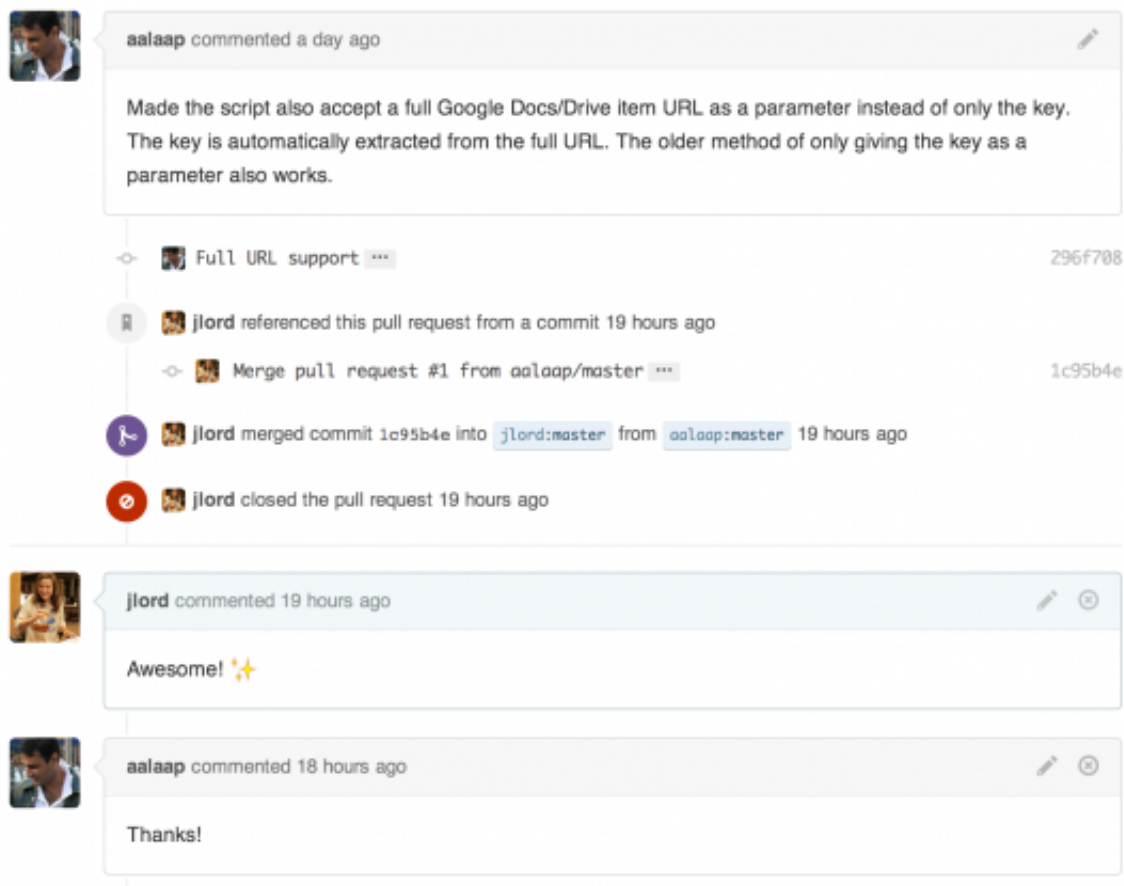 aalaap commented a day ago
Made the script also accept a full Google Docs/Drive item URL as a parameter instead of only the key.
The key is automatically extracted from the full URL. The older method of only giving the key as a
parameter also works.
Full URL support ··· 296f708
jlord referenced this pull request from a commit 19 hours ago
Merge pull request #1 from aalaap/master ··· 1c95b4e
jlord merged commit 1c95b4e into jlord:master from aalaap:master 19 hours ago
jlord closed the pull request 19 hours ago
jlord commented 19 hours ago
Awesome! ✨
aalaap commented 18 hours ago
Thanks!